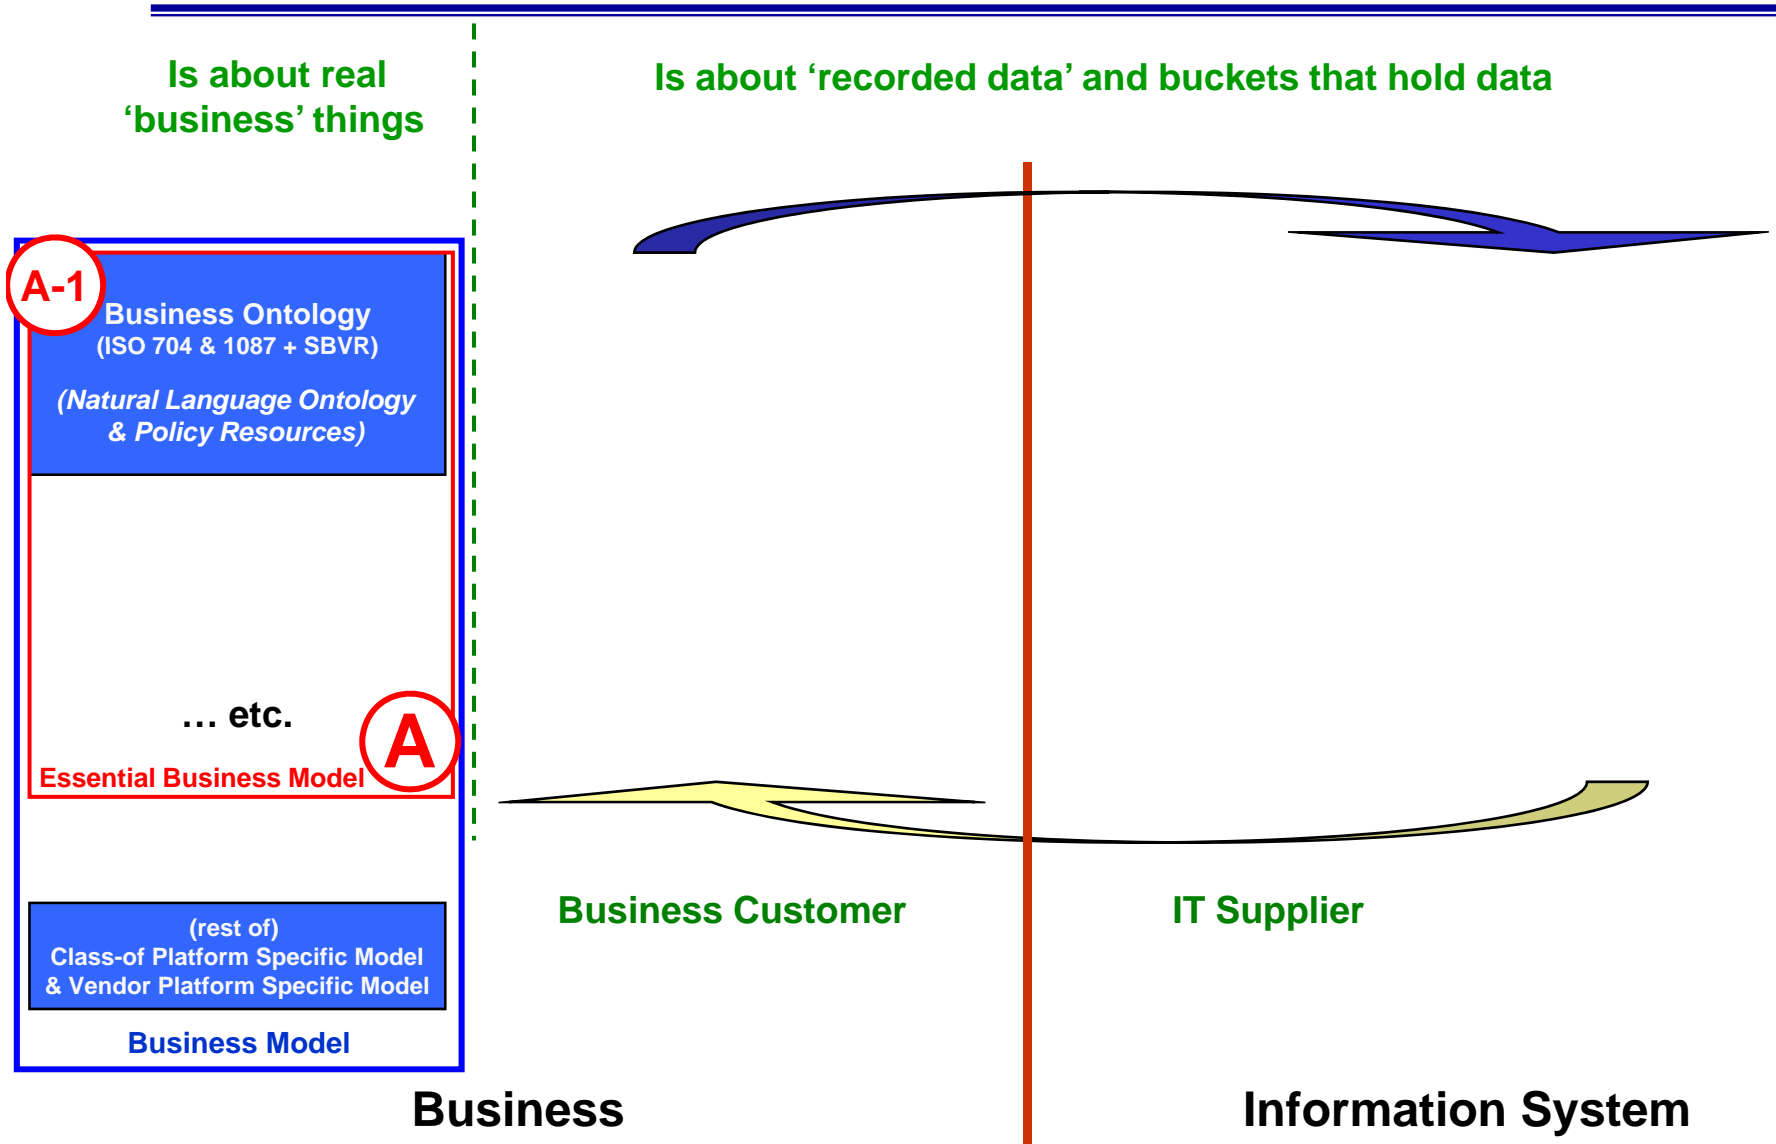 Is about real
‘business’ things
Is about ‘recorded data’ and buckets that hold data
A-1
Business Ontology
(ISO 704 & 1087 + SBVR)
(Natural Language Ontology
& Policy Resources)
… etc.
A
Essential Business Model
(rest of)
Class-of Platform Specific Model
& Vendor Platform Specific Model
Business Model
Business Customer
IT Supplier
Business
Information System